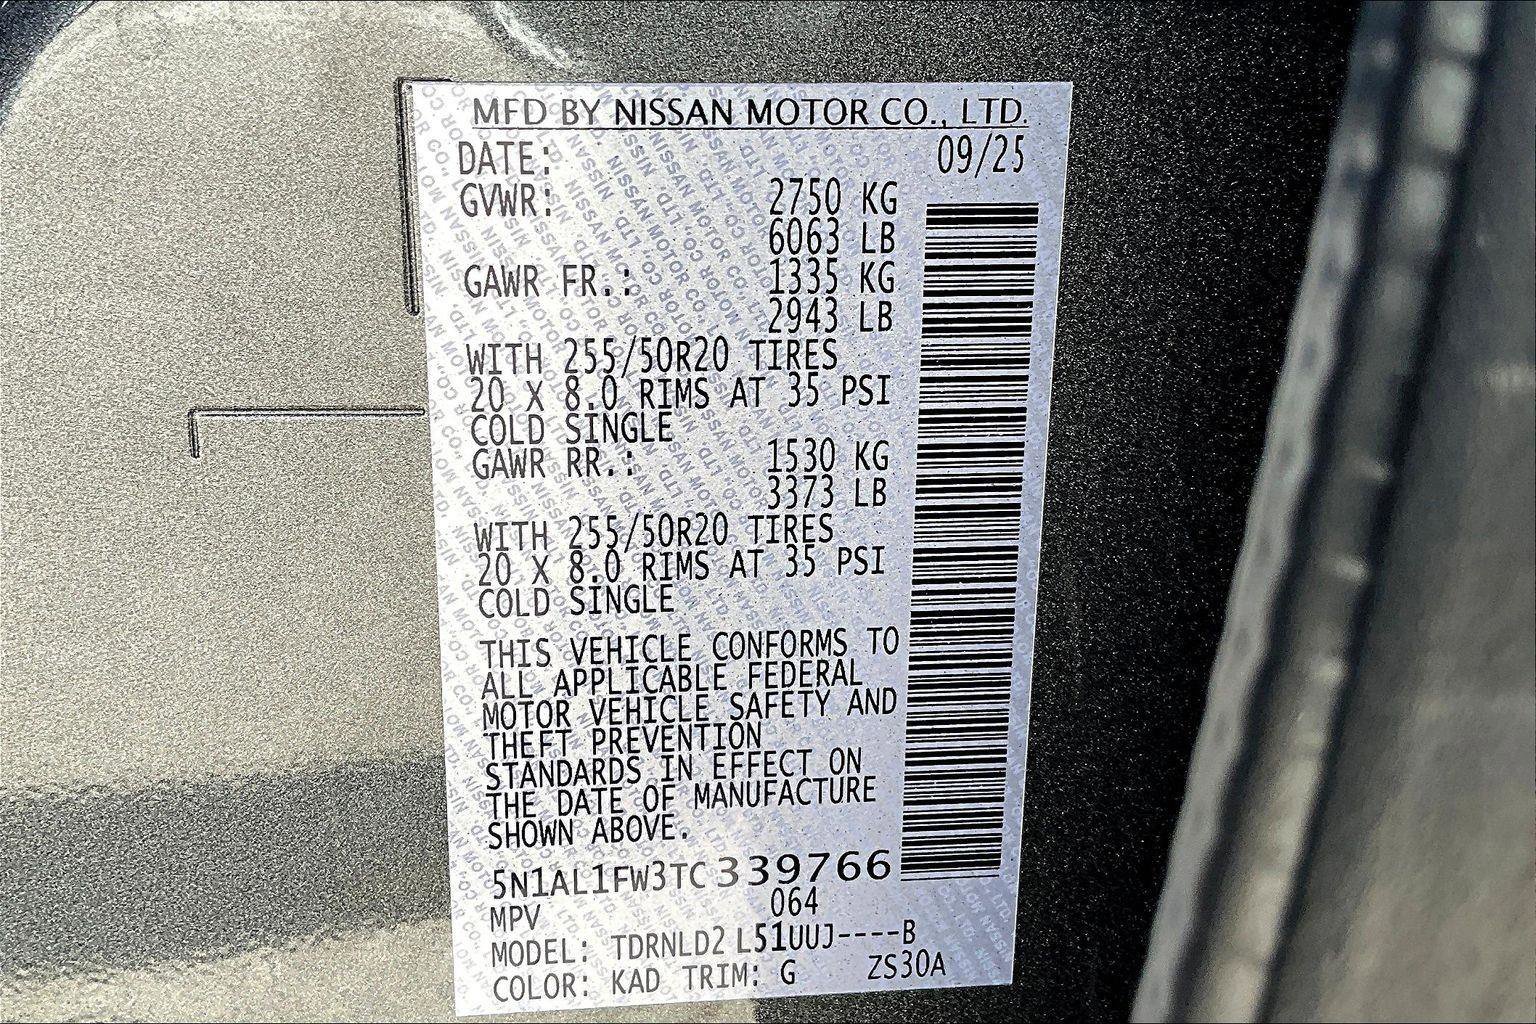 MFD BY NISSAN MOTOR CO., LTD.
DATE: 09/25
GVWR: 2750 KG
6063 LB
GAWR FR.: 1335 KG
2943 LB
WITH 255/50R20 TIRES
20 X 8.0 RIMS AT 35 PSI
COLD SINGLE
GAWR RR.: 1530 KG
3373 LB
WITH 255/50R20 TIRES
20 X 8.0 RIMS AT 35 PSI
COLD SINGLE
THIS VEHICLE CONFORMS TO
ALL APPLICABLE FEDERAL
MOTOR VEHICLE SAFETY AND
THEFT PREVENTION
STANDARDS IN EFFECT ON
THE DATE OF MANUFACTURE
SHOWN ABOVE.
5N1AL1FW3TC339766
MPV 064
MODEL: TDRNLD2 L51UUJ----B
COLOR: KAD TRIM: G ZS30A